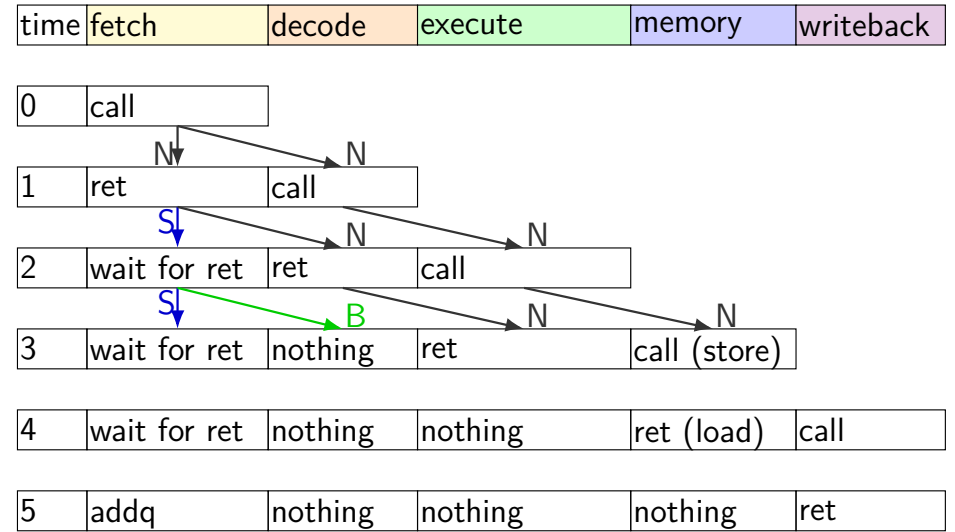 time fetch decode execute memory writeback
0 call
N N
1 ret call
S N N
2 wait for ret ret call
S B N N
3 wait for ret nothing ret call (store)
4 wait for ret nothing nothing ret (load) call
5 addq nothing nothing nothing ret